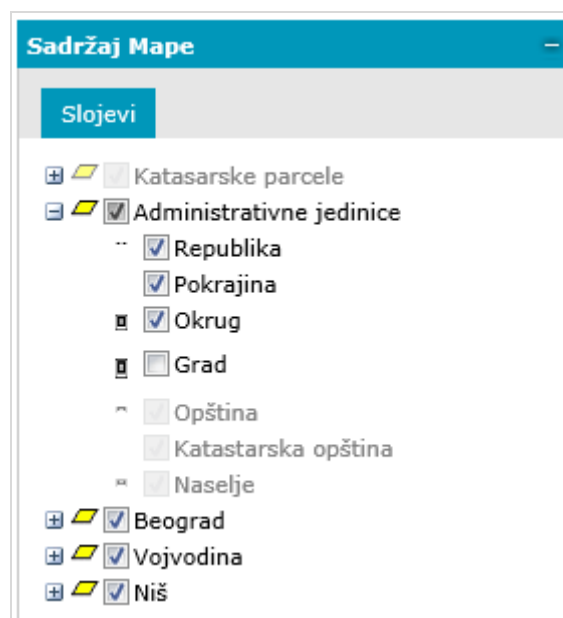 Sadržaj Mape
Slojevi
Katasarske parcele
Administrativne jedinice
Republika
Pokrajina
Okrug
Grad
Opština
Katastarska opština
Naselje
Beograd
Vojvodina
Niš